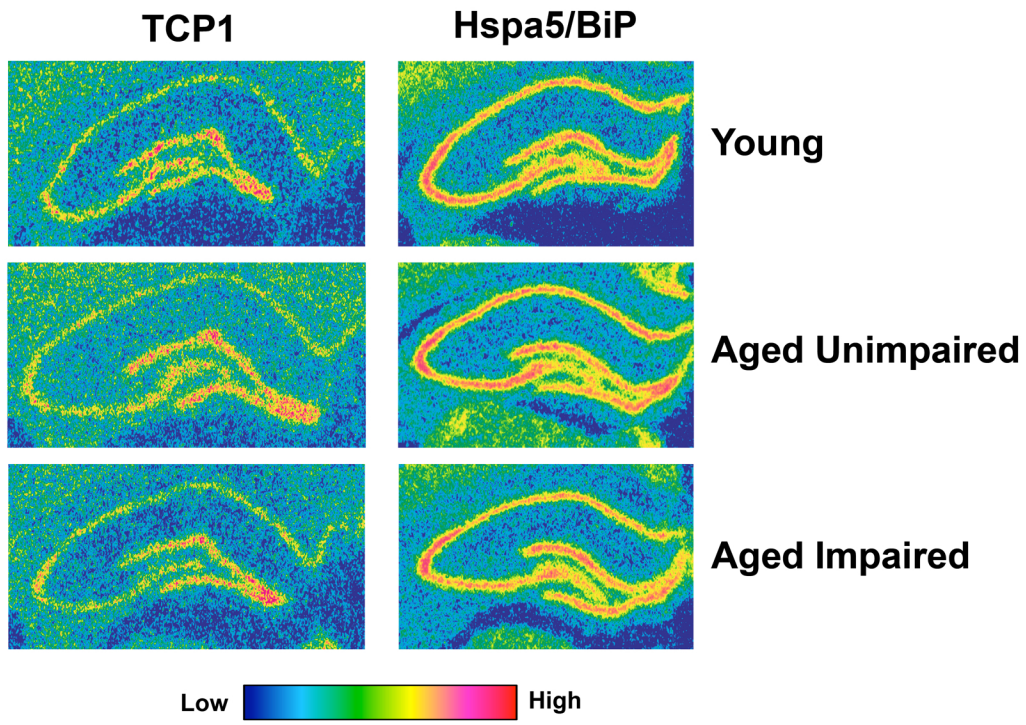 TCP1
Hspa5/BiP
Young
Aged Unimpaired
Aged Impaired
Low
High